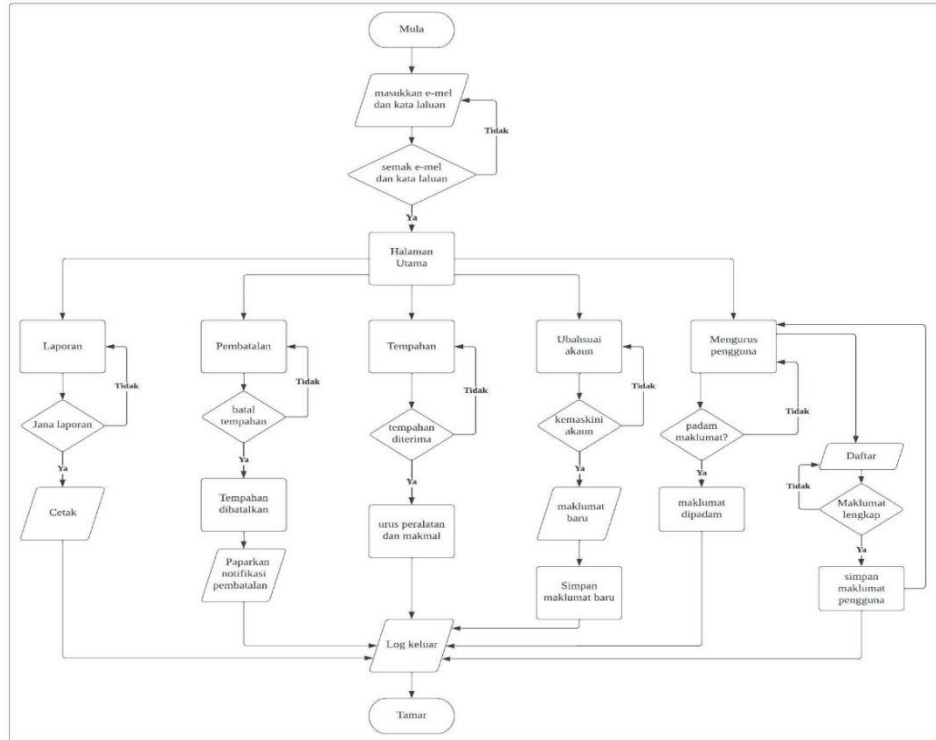 Mula
masukkan e-mel
dan kata laluan
Tidak
semak e-mel
dan kata laluan
Ya
Halaman
Utama
Laporan
Tidak
Jana laporan
Ya
Cetak
Pembatalan
Tidak
batal
tempahan
Ya
Tempahan
dibatalkan
Paparkan
notifikasi
pembatalan
Tempahan
Tidak
tempahan
diterima
Ya
urus peralatan
dan makmal
Ubahsuai
akaun
Tidak
kemaskini
akaun
Ya
maklumat
baru
Simpan
maklumat baru
Mengurus
pengguna
Tidak
padam
maklumat?
Ya
maklumat
dipadam
Daftar
Tidak
Maklumat
lengkap
Ya
simpan
maklumat
pengguna
Log keluar
Tamar